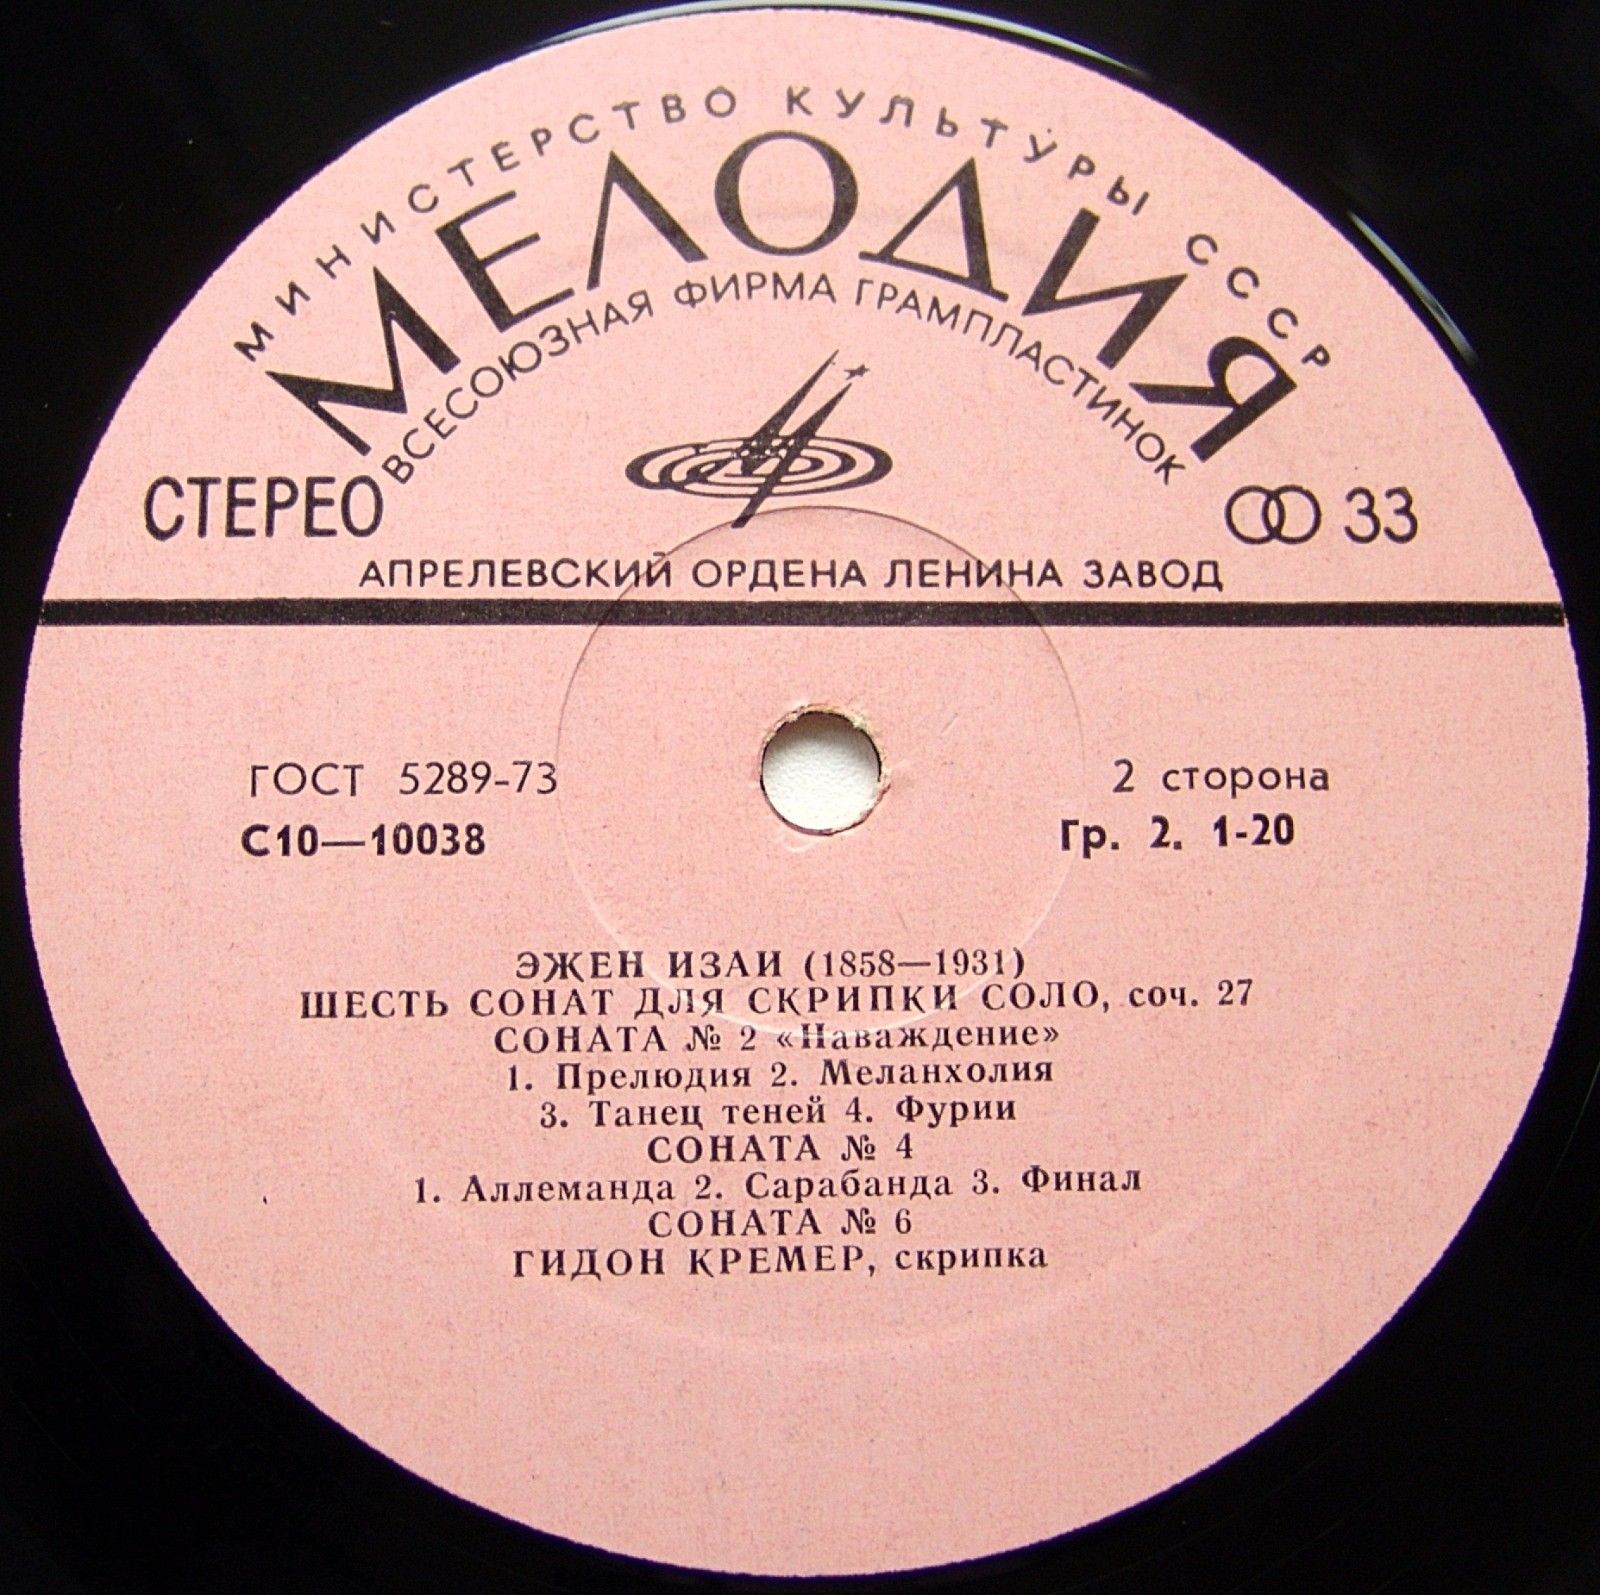 МИНИСТЕРСТВО КУЛЬТУРЫ СССР
МЕЛОДИЯ
ВСЕСОЮЗНАЯ ФИРМА ГРАМПЛАСТИНОК
СТЕРЕО
33
АПРЕЛЕВСКИЙ ОРДЕНА ЛЕНИНА ЗАВОД
ГОСТ 5289-73
2 сторона
С10—10038
Гр. 2. 1-20
ЭЖЕН ИЗАИ (1858—1931)
ШЕСТЬ СОНАТ ДЛЯ СКРИПКИ СОЛО, соч. 27
СОНАТА № 2 «Наваждение»
1. Прелюдия 2. Меланхолия
3. Танец теней 4. Фурии
СОНАТА № 4
1. Аллеманда 2. Сарабанда 3. Финал
СОНАТА № 6
ГИДОН КРЕМЕР, скрипка